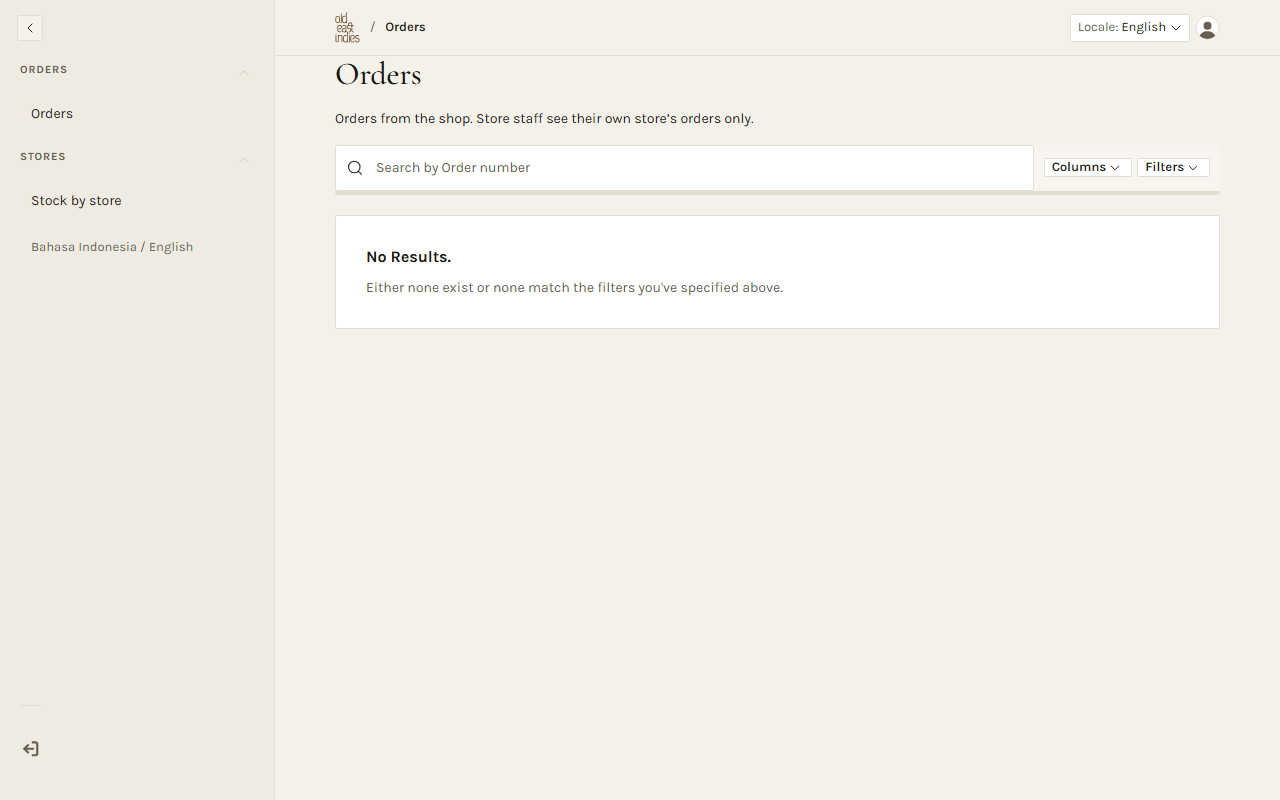 ORDERS
Orders
STORES
Stock by store
Bahasa Indonesia / English
old
east
indies
/ Orders
Locale: English
Orders
Orders from the shop. Store staff see their own store's orders only.
Search by Order number
Columns
Filters
No Results.
Either none exist or none match the filters you've specified above.